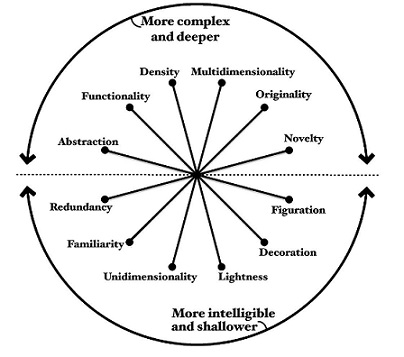 More complex
and deeper
Density
Multidimensionality
Functionality
Originality
Abstraction
Novelty
Redundancy
Figuration
Familiarity
Decoration
Unidimensionality
Lightness
More intelligible
and shallower